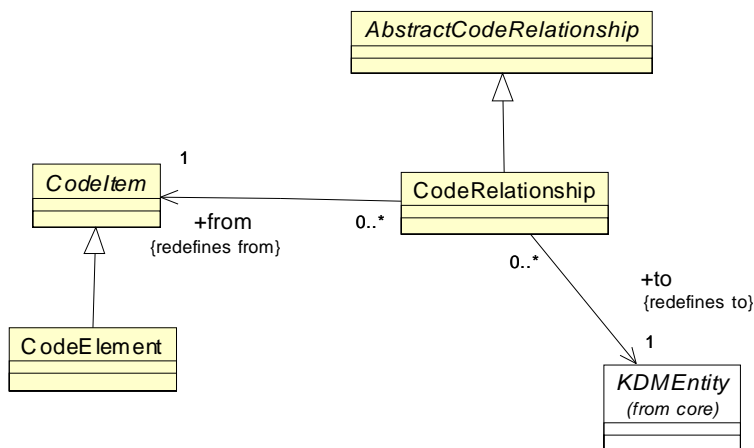 AbstractCodeRelationship
1
CodeItem
CodeRelationship
+from
{redefines from}
0..*
0..*
+to
{redefines to}
CodeElement
1
KDMEntity
(from core)